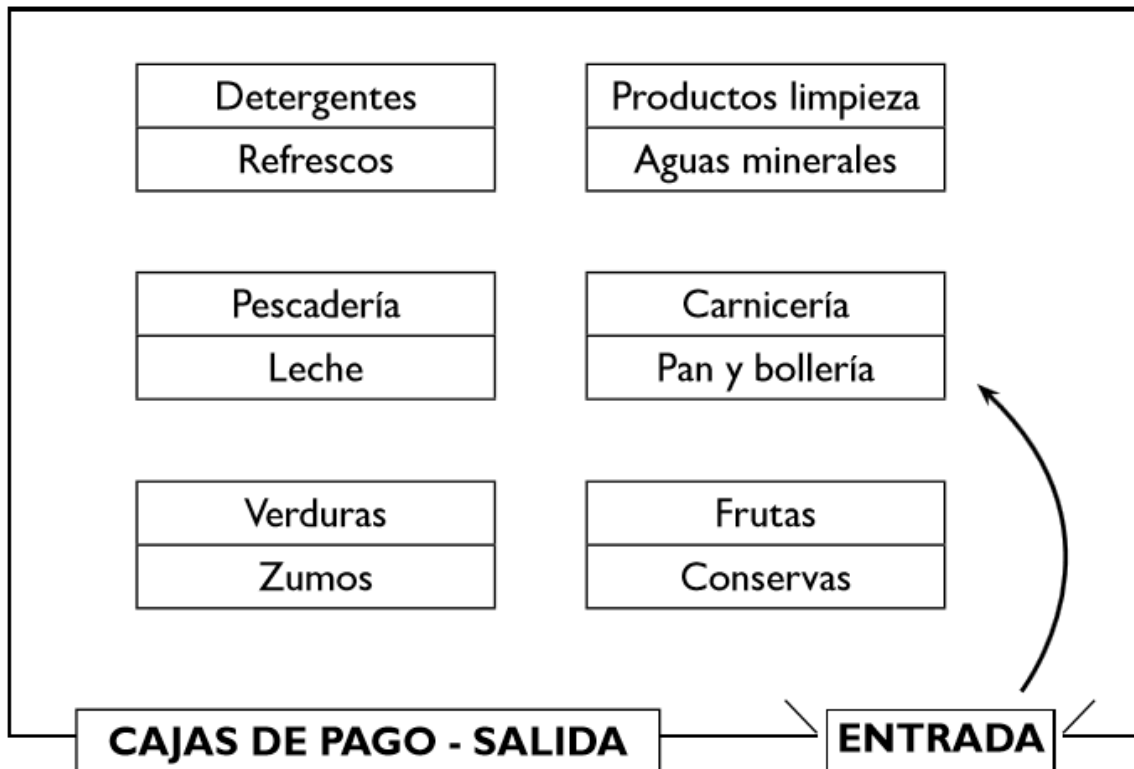 Detergentes
Productos limpieza
Refrescos
Aguas minerales
Pescadería
Carnicería
Leche
Pan y bollería
Verduras
Frutas
Zumos
Conservas
CAJAS DE PAGO - SALIDA
ENTRADA